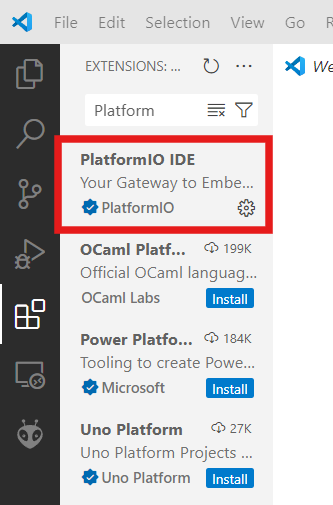 File Edit Selection View Go R
EXTENSIONS: ... We
Platform
PlatformIO IDE
Your Gateway to Embe...
PlatformIO
OCaml Platf... 199K
Official OCaml languag...
OCaml Labs Install
Power Platfo... 184K
Tooling to create Powe...
Microsoft Install
Uno Platform 27K
Uno Platform Projects ...
Uno Platform Install